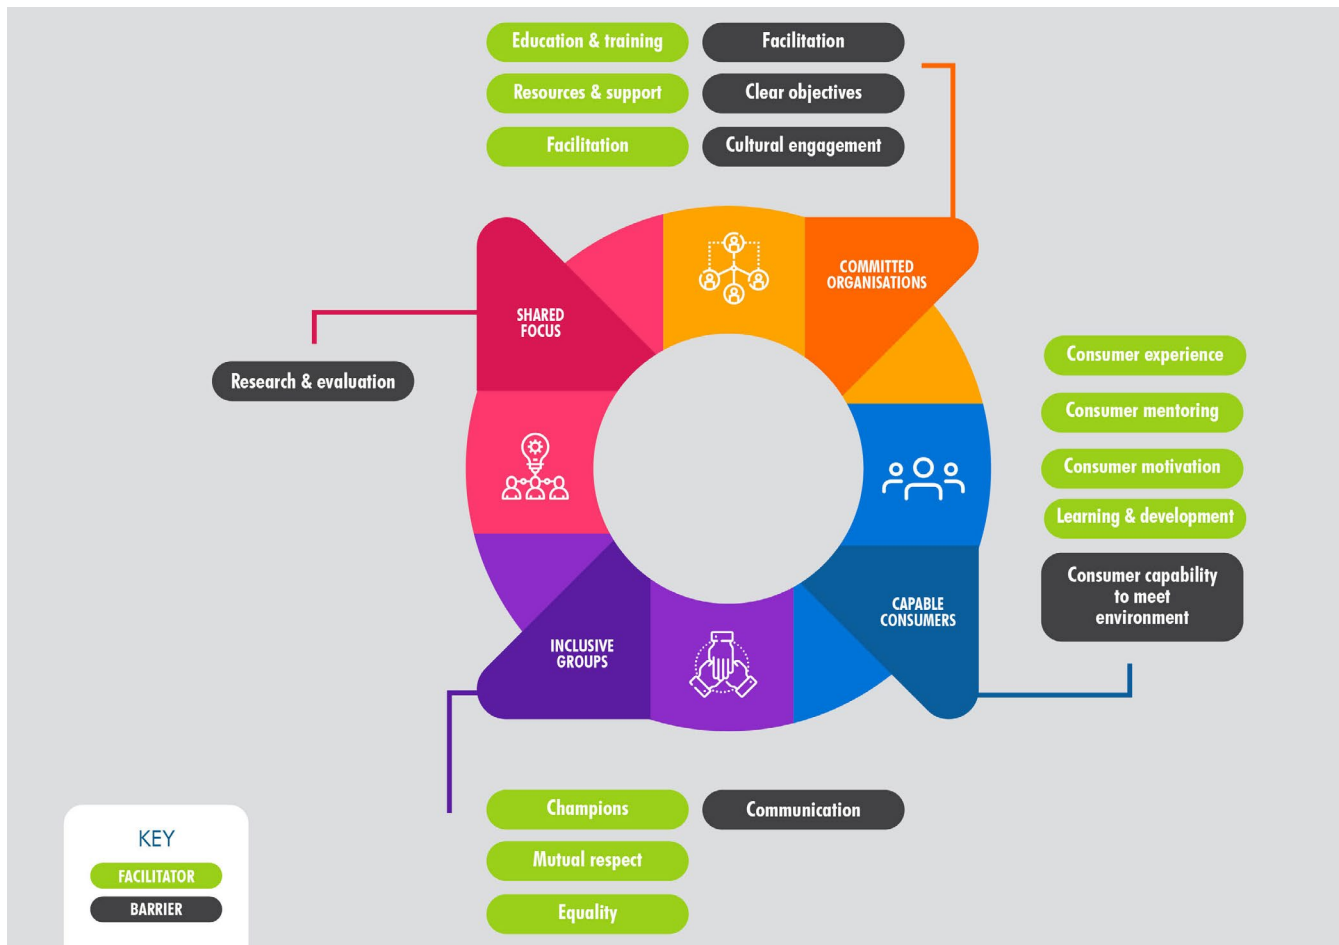 Education & training
Facilitation
Resources & support
Clear objectives
Facilitation
Cultural engagement
COMMITTED
ORGANISATIONS
SHARED
FOCUS
Research & evaluation
Consumer experience
Consumer mentoring
Consumer motivation
Learning & development
Consumer capability
to meet
environment
CAPABLE
CONSUMERS
INCLUSIVE
GROUPS
Champions
Communication
Mutual respect
Equality
KEY
FACILITATOR
BARRIER